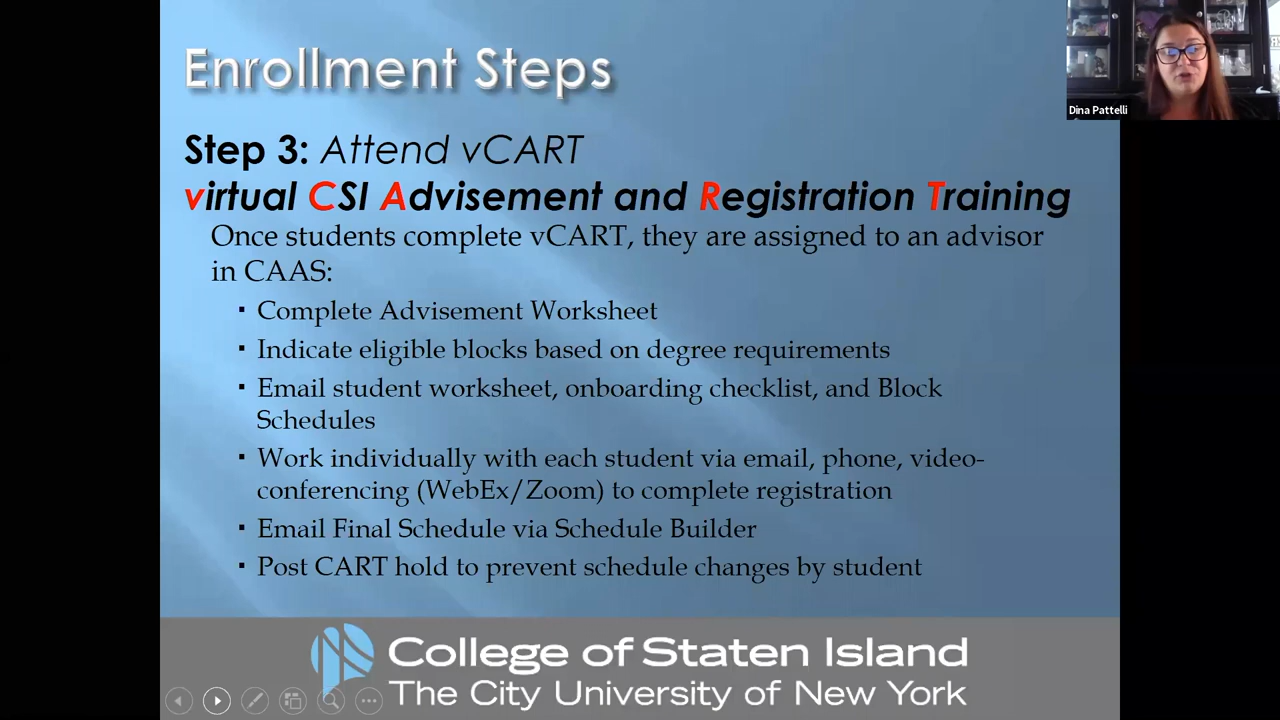 Enrollment Steps
Dina Pattelli
Step 3: Attend vCART
virtual CSI Advisement and Registration Training
Once students complete vCART, they are assigned to an advisor
in CAAS:
▪ Complete Advisement Worksheet
▪ Indicate eligible blocks based on degree requirements
▪ Email student worksheet, onboarding checklist, and Block
Schedules
▪ Work individually with each student via email, phone, video-
conferencing (WebEx/Zoom) to complete registration
▪ Email Final Schedule via Schedule Builder
▪ Post CART hold to prevent schedule changes by student
College of Staten Island
The City University of New York